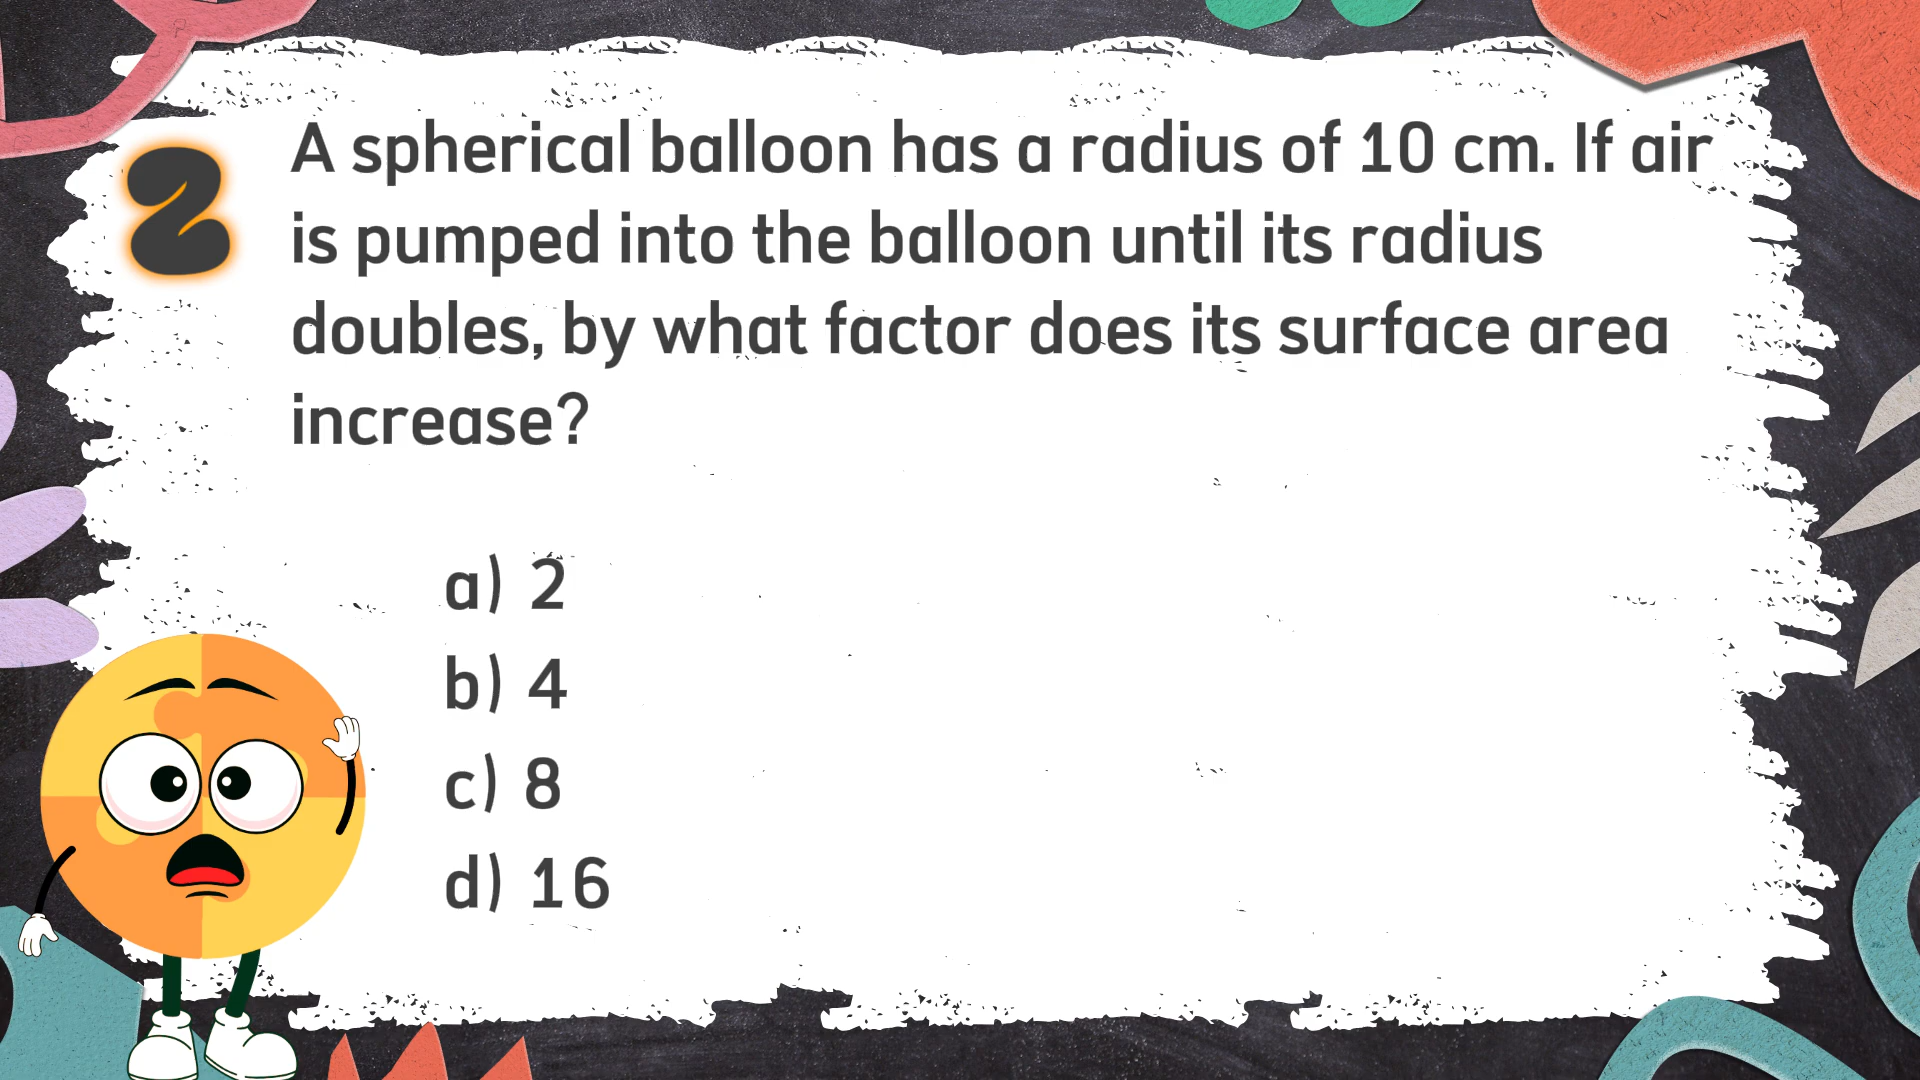 2
A spherical balloon has a radius of 10 cm. If air
is pumped into the balloon until its radius
doubles, by what factor does its surface area
increase?
a) 2
b) 4
c) 8
d) 16